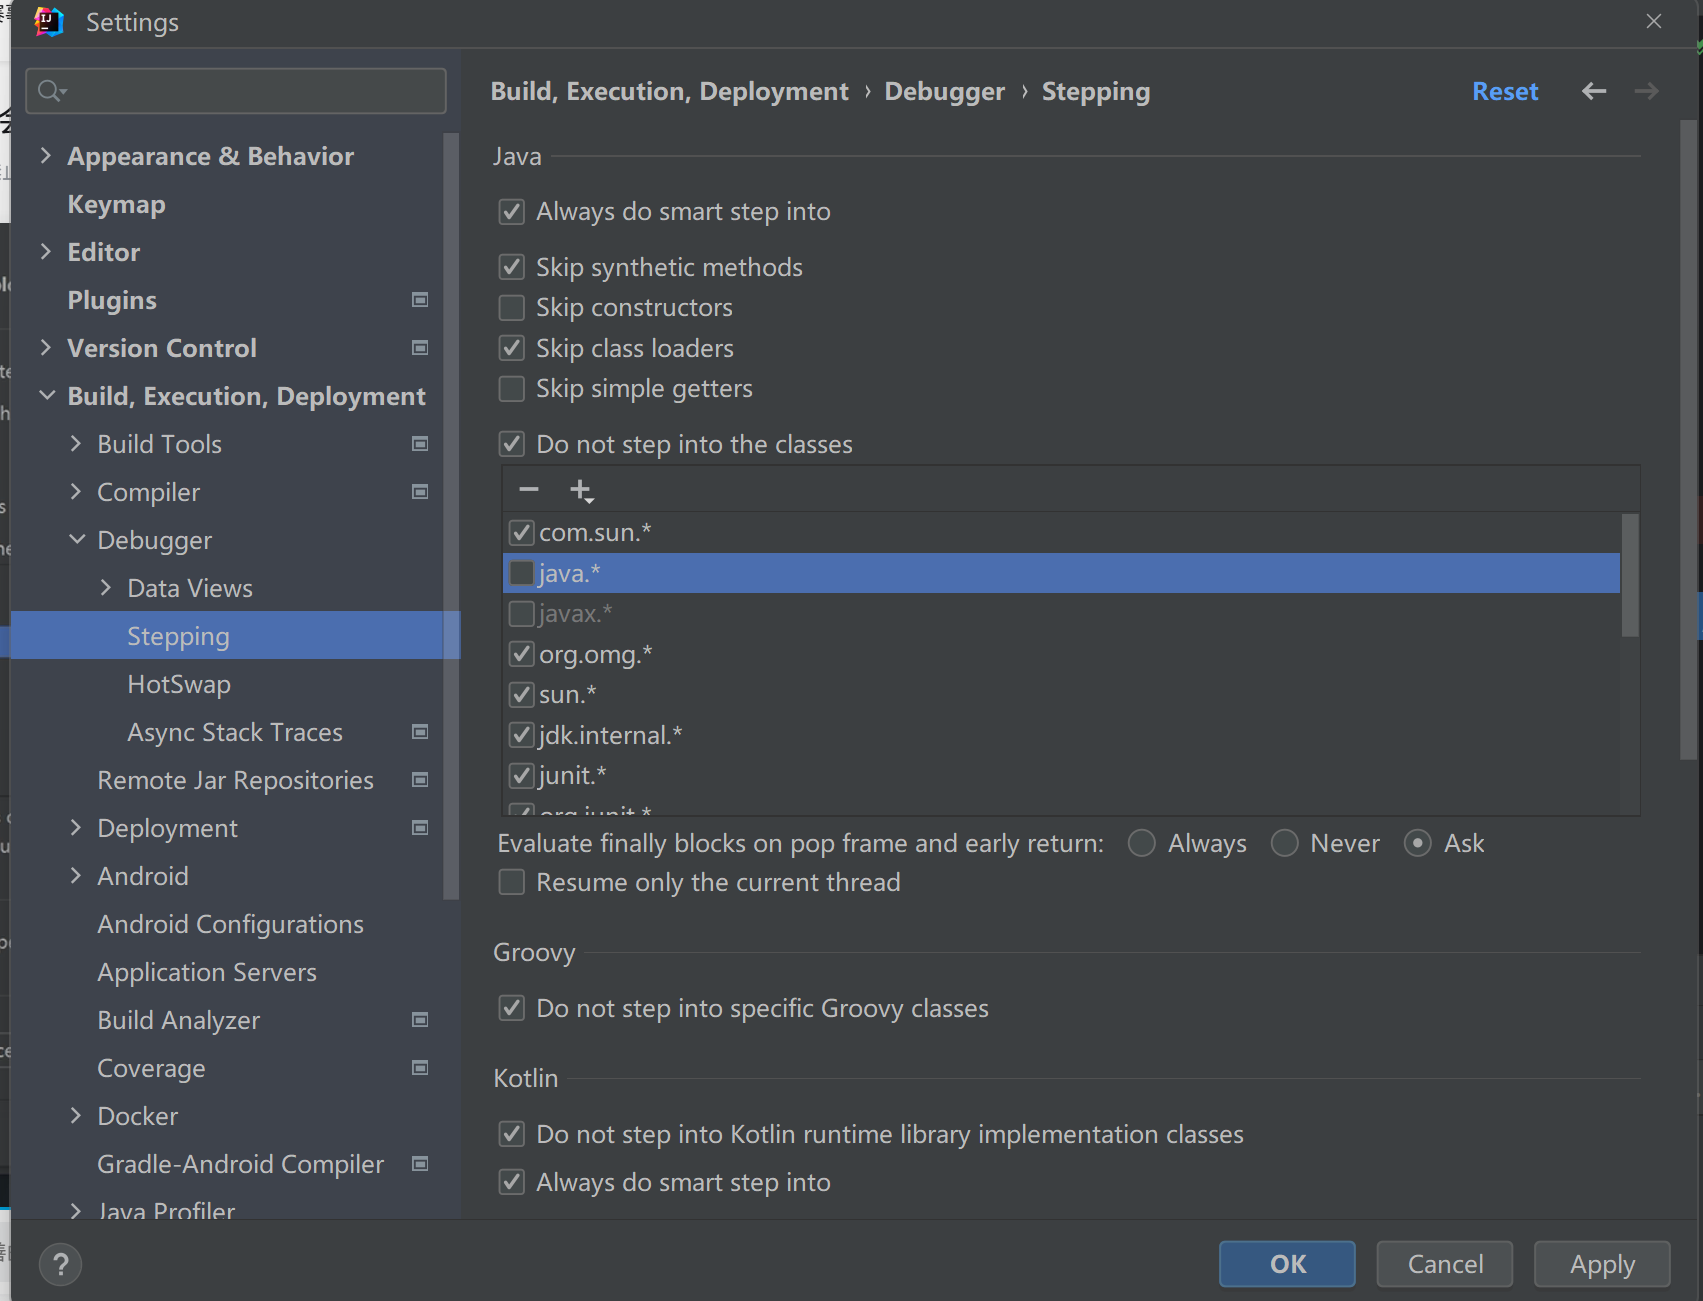 Settings
Build, Execution, Deployment › Debugger › Stepping
Reset
Appearance & Behavior
Keymap
Editor
Plugins
Version Control
Build, Execution, Deployment
Build Tools
Compiler
Debugger
Data Views
Stepping
HotSwap
Async Stack Traces
Remote Jar Repositories
Deployment
Android
Android Configurations
Application Servers
Build Analyzer
Coverage
Docker
Gradle-Android Compiler
Java Profiler
Java
Always do smart step into
Skip synthetic methods
Skip constructors
Skip class loaders
Skip simple getters
Do not step into the classes
com.sun.*
java.*
javax.*
org.omg.*
sun.*
jdk.internal.*
junit.*
org.junit.*
Evaluate finally blocks on pop frame and early return: Always Never Ask
Resume only the current thread
Groovy
Do not step into specific Groovy classes
Kotlin
Do not step into Kotlin runtime library implementation classes
Always do smart step into
?
OK
Cancel
Apply